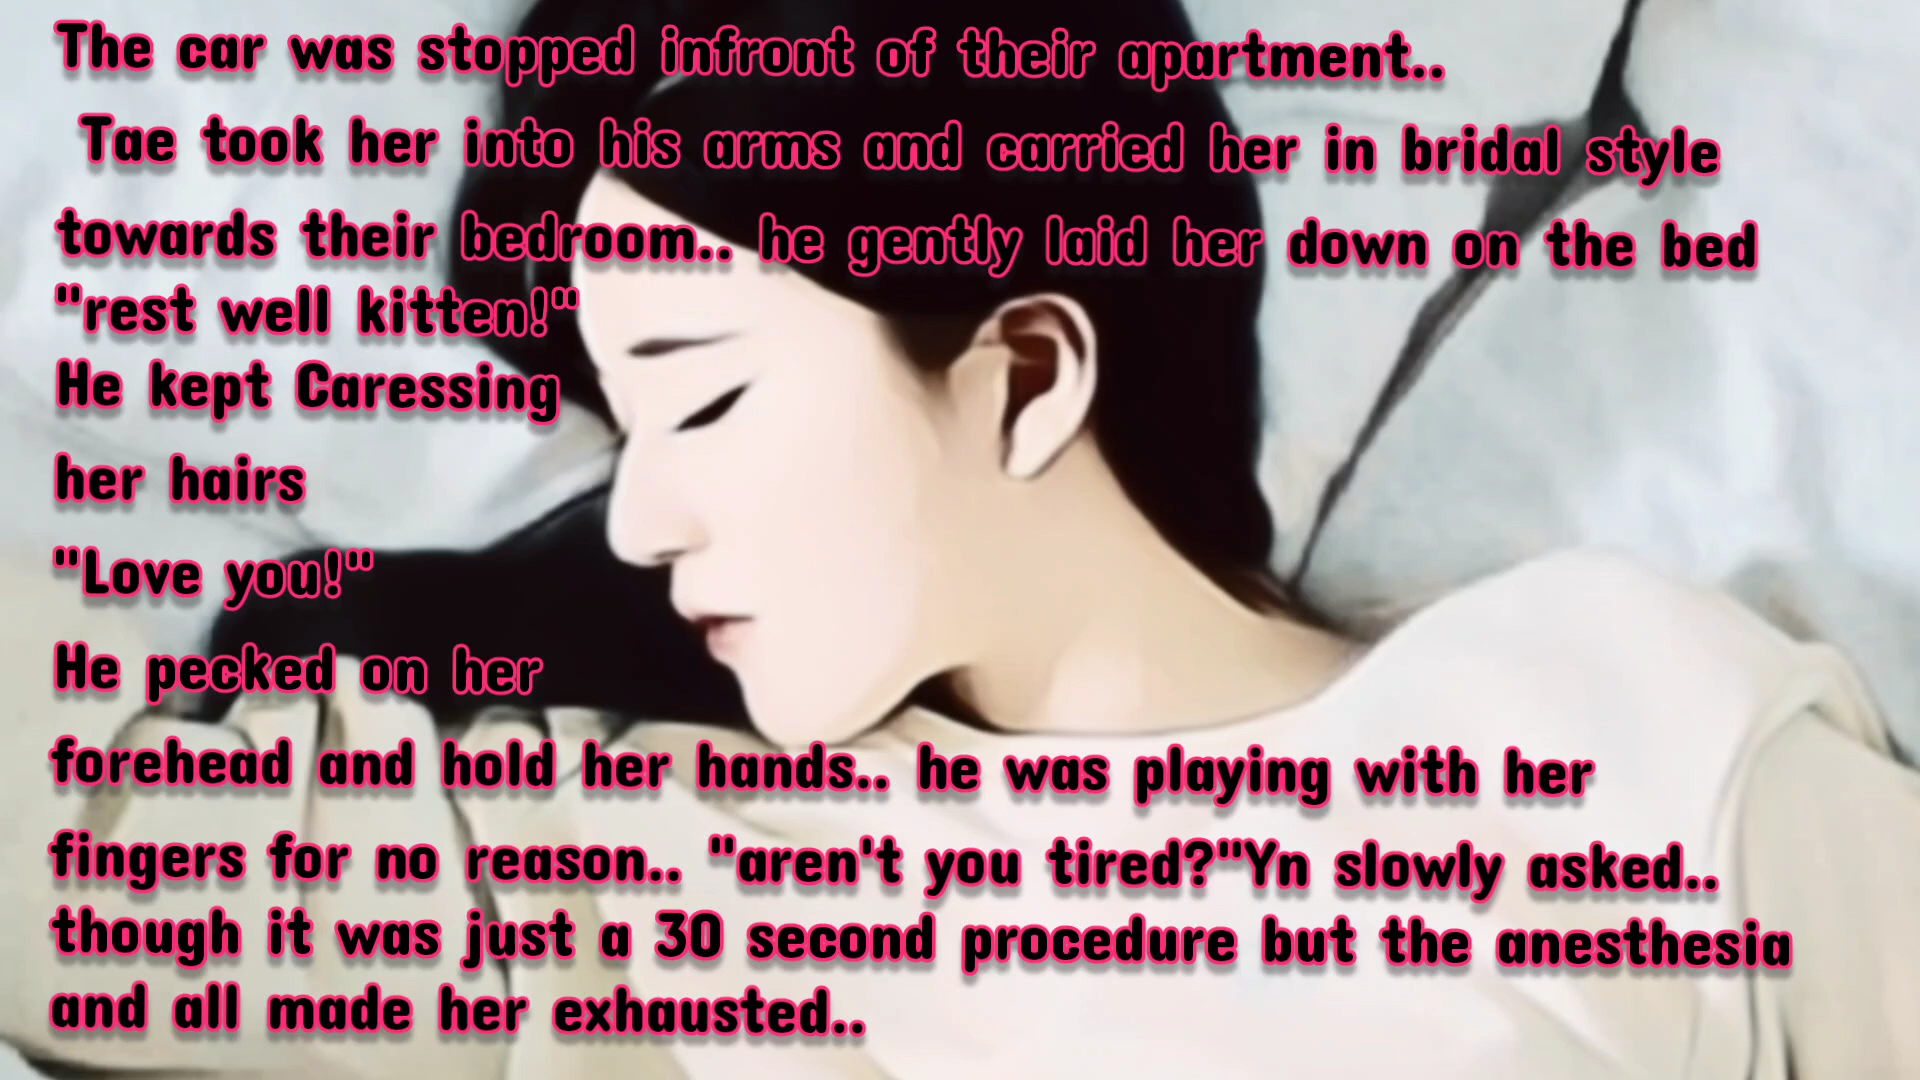 The car was stopped infront of their apartment..
Tae took her into his arms and carried her in bridal style
towards their bedroom.. he gently laid her down on the bed
"rest well kitten!"
He kept Caressing
her hairs
"Love you!"
He pecked on her
forehead and hold her hands.. he was playing with her
fingers for no reason.. "aren't you tired?"Yn slowly asked..
though it was just a 30 second procedure but the anesthesia
and all made her exhausted..